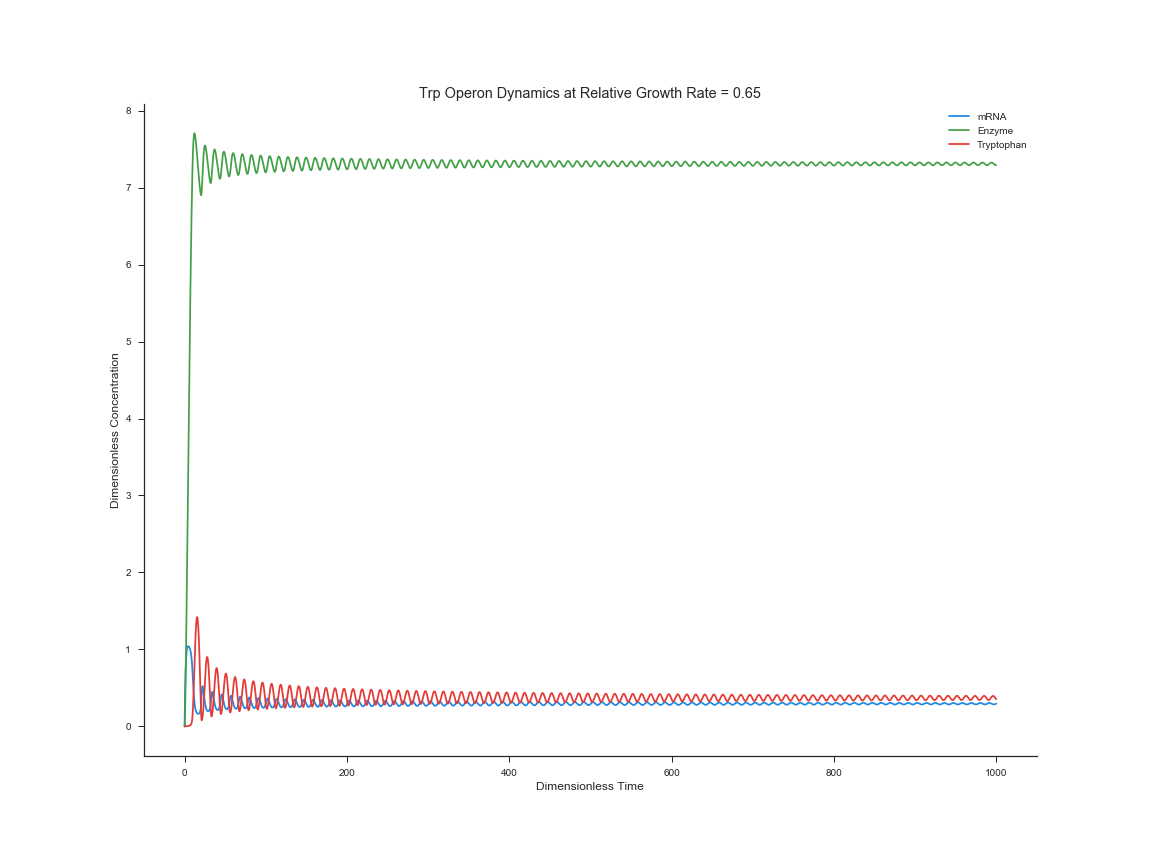 Trp Operon Dynamics at Relative Growth Rate = 0.65
mRNA
Enzyme
Tryptophan
Dimensionless Concentration
8
7
6
5
4
3
2
1
0
0 200 400 600 800 1000
Dimensionless Time